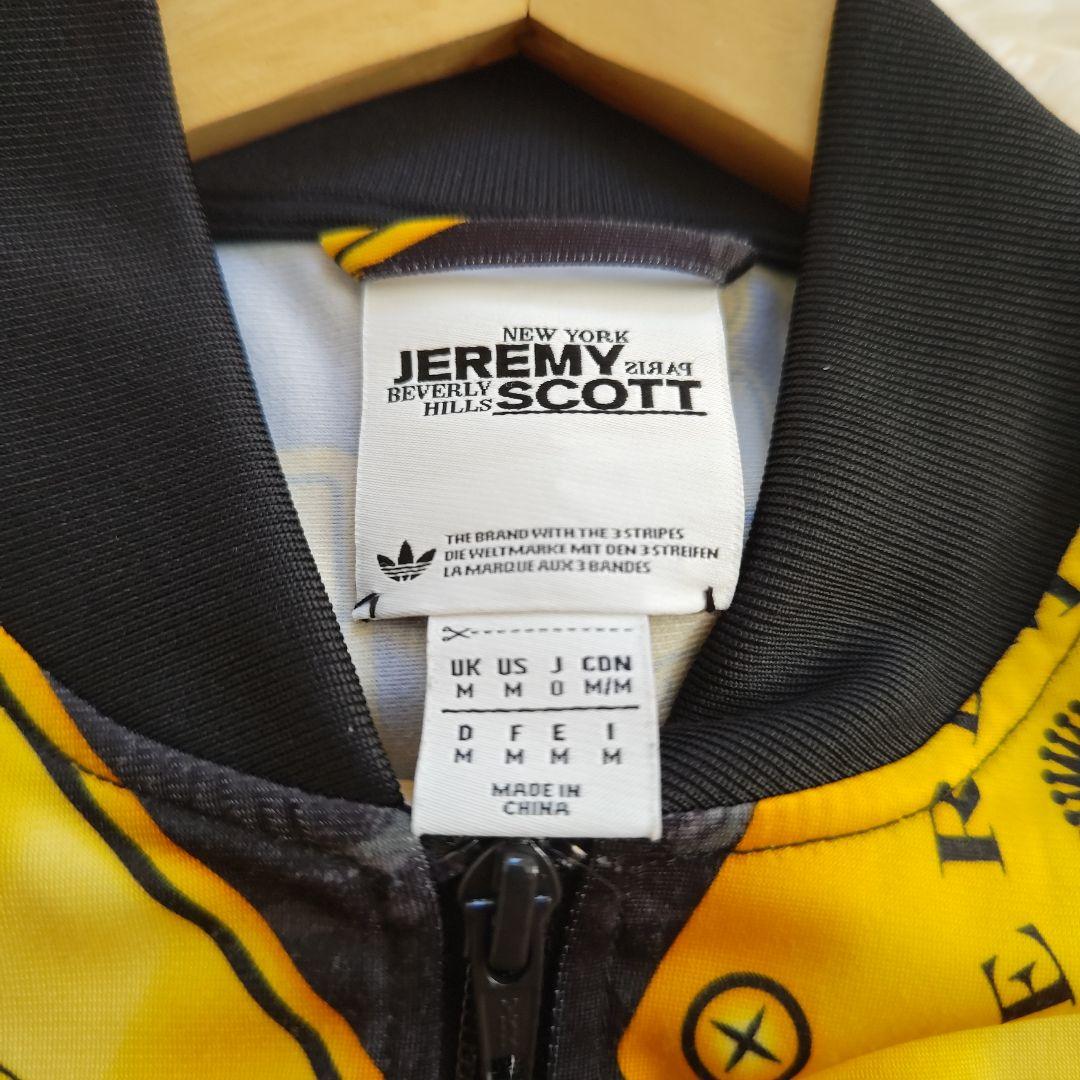 NEW YORK
JEREMY PARIS
BEVERLY HILLS SCOTT
THE BRAND WITH THE 3 STRIPES
DIE WELTMARKE MIT DEN 3 STREIFEN
LA MARQUE AUX 3 BANDES
UK US J CDN
M M O M/M
D F E I
M M M M
MADE IN
CHINA
R
E